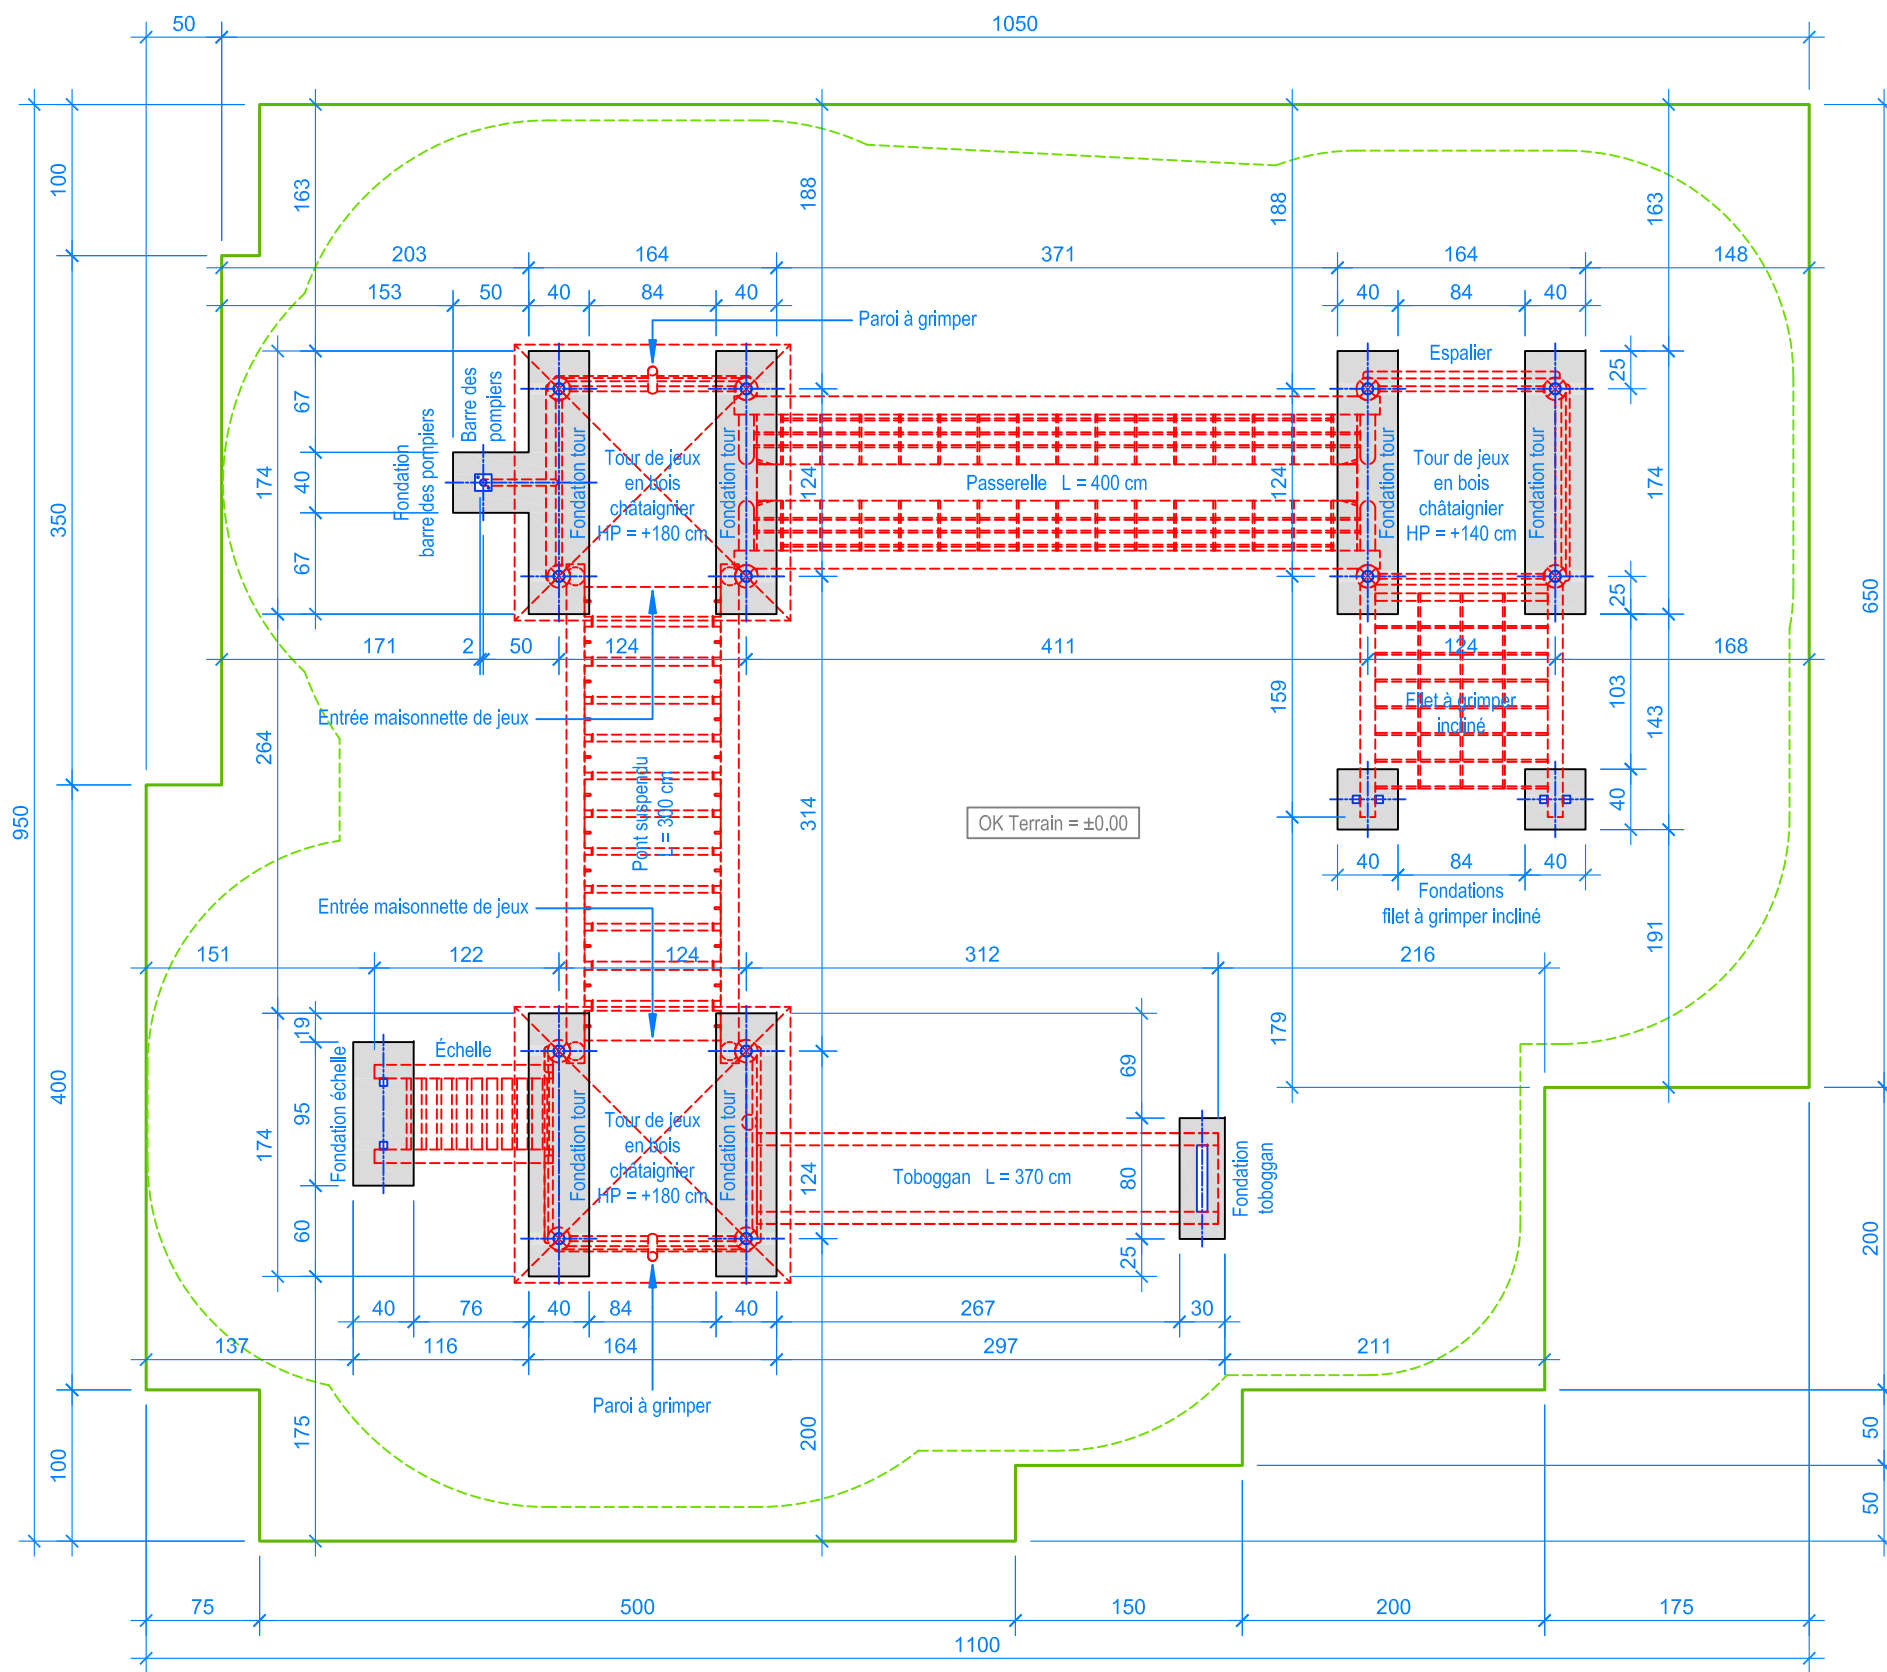 50
1050
100
163
188
188
163
203
164
371
164
148
153
50
40
84
40
40
84
40
Paroi à grimper
Espalier
25
Barre des
pompiers
67
Fondation
barre des pompiers
174
40
350
67
Fondation tour
Tour de jeux
en bois
châtaignier
HP = +180 cm
Fondation tour
124
Passerelle L = 400 cm
124
Fondation tour
Tour de jeux
en bois
châtaignier
HP = +140 cm
Fondation tour
174
25
650
171
2
50
124
411
124
168
Entrée maisonnette de jeux
264
159
Filet à grimper
incliné
103
143
Pont suspendu
L = 300 cm
314
OK Terrain = ±0.00
40
950
40
84
40
Fondations
filet à grimper incliné
Entrée maisonnette de jeux
191
151
122
124
312
216
19
179
Échelle
Fondation échelle
69
400
95
174
Fondation tour
Tour de jeux
en bois
châtaignier
HP = +180 cm
Fondation tour
124
Toboggan L = 370 cm
80
Fondation
toboggan
60
25
200
40
76
40
84
40
267
30
137
116
164
297
211
Paroi à grimper
175
200
100
50
50
75
500
150
200
175
1100